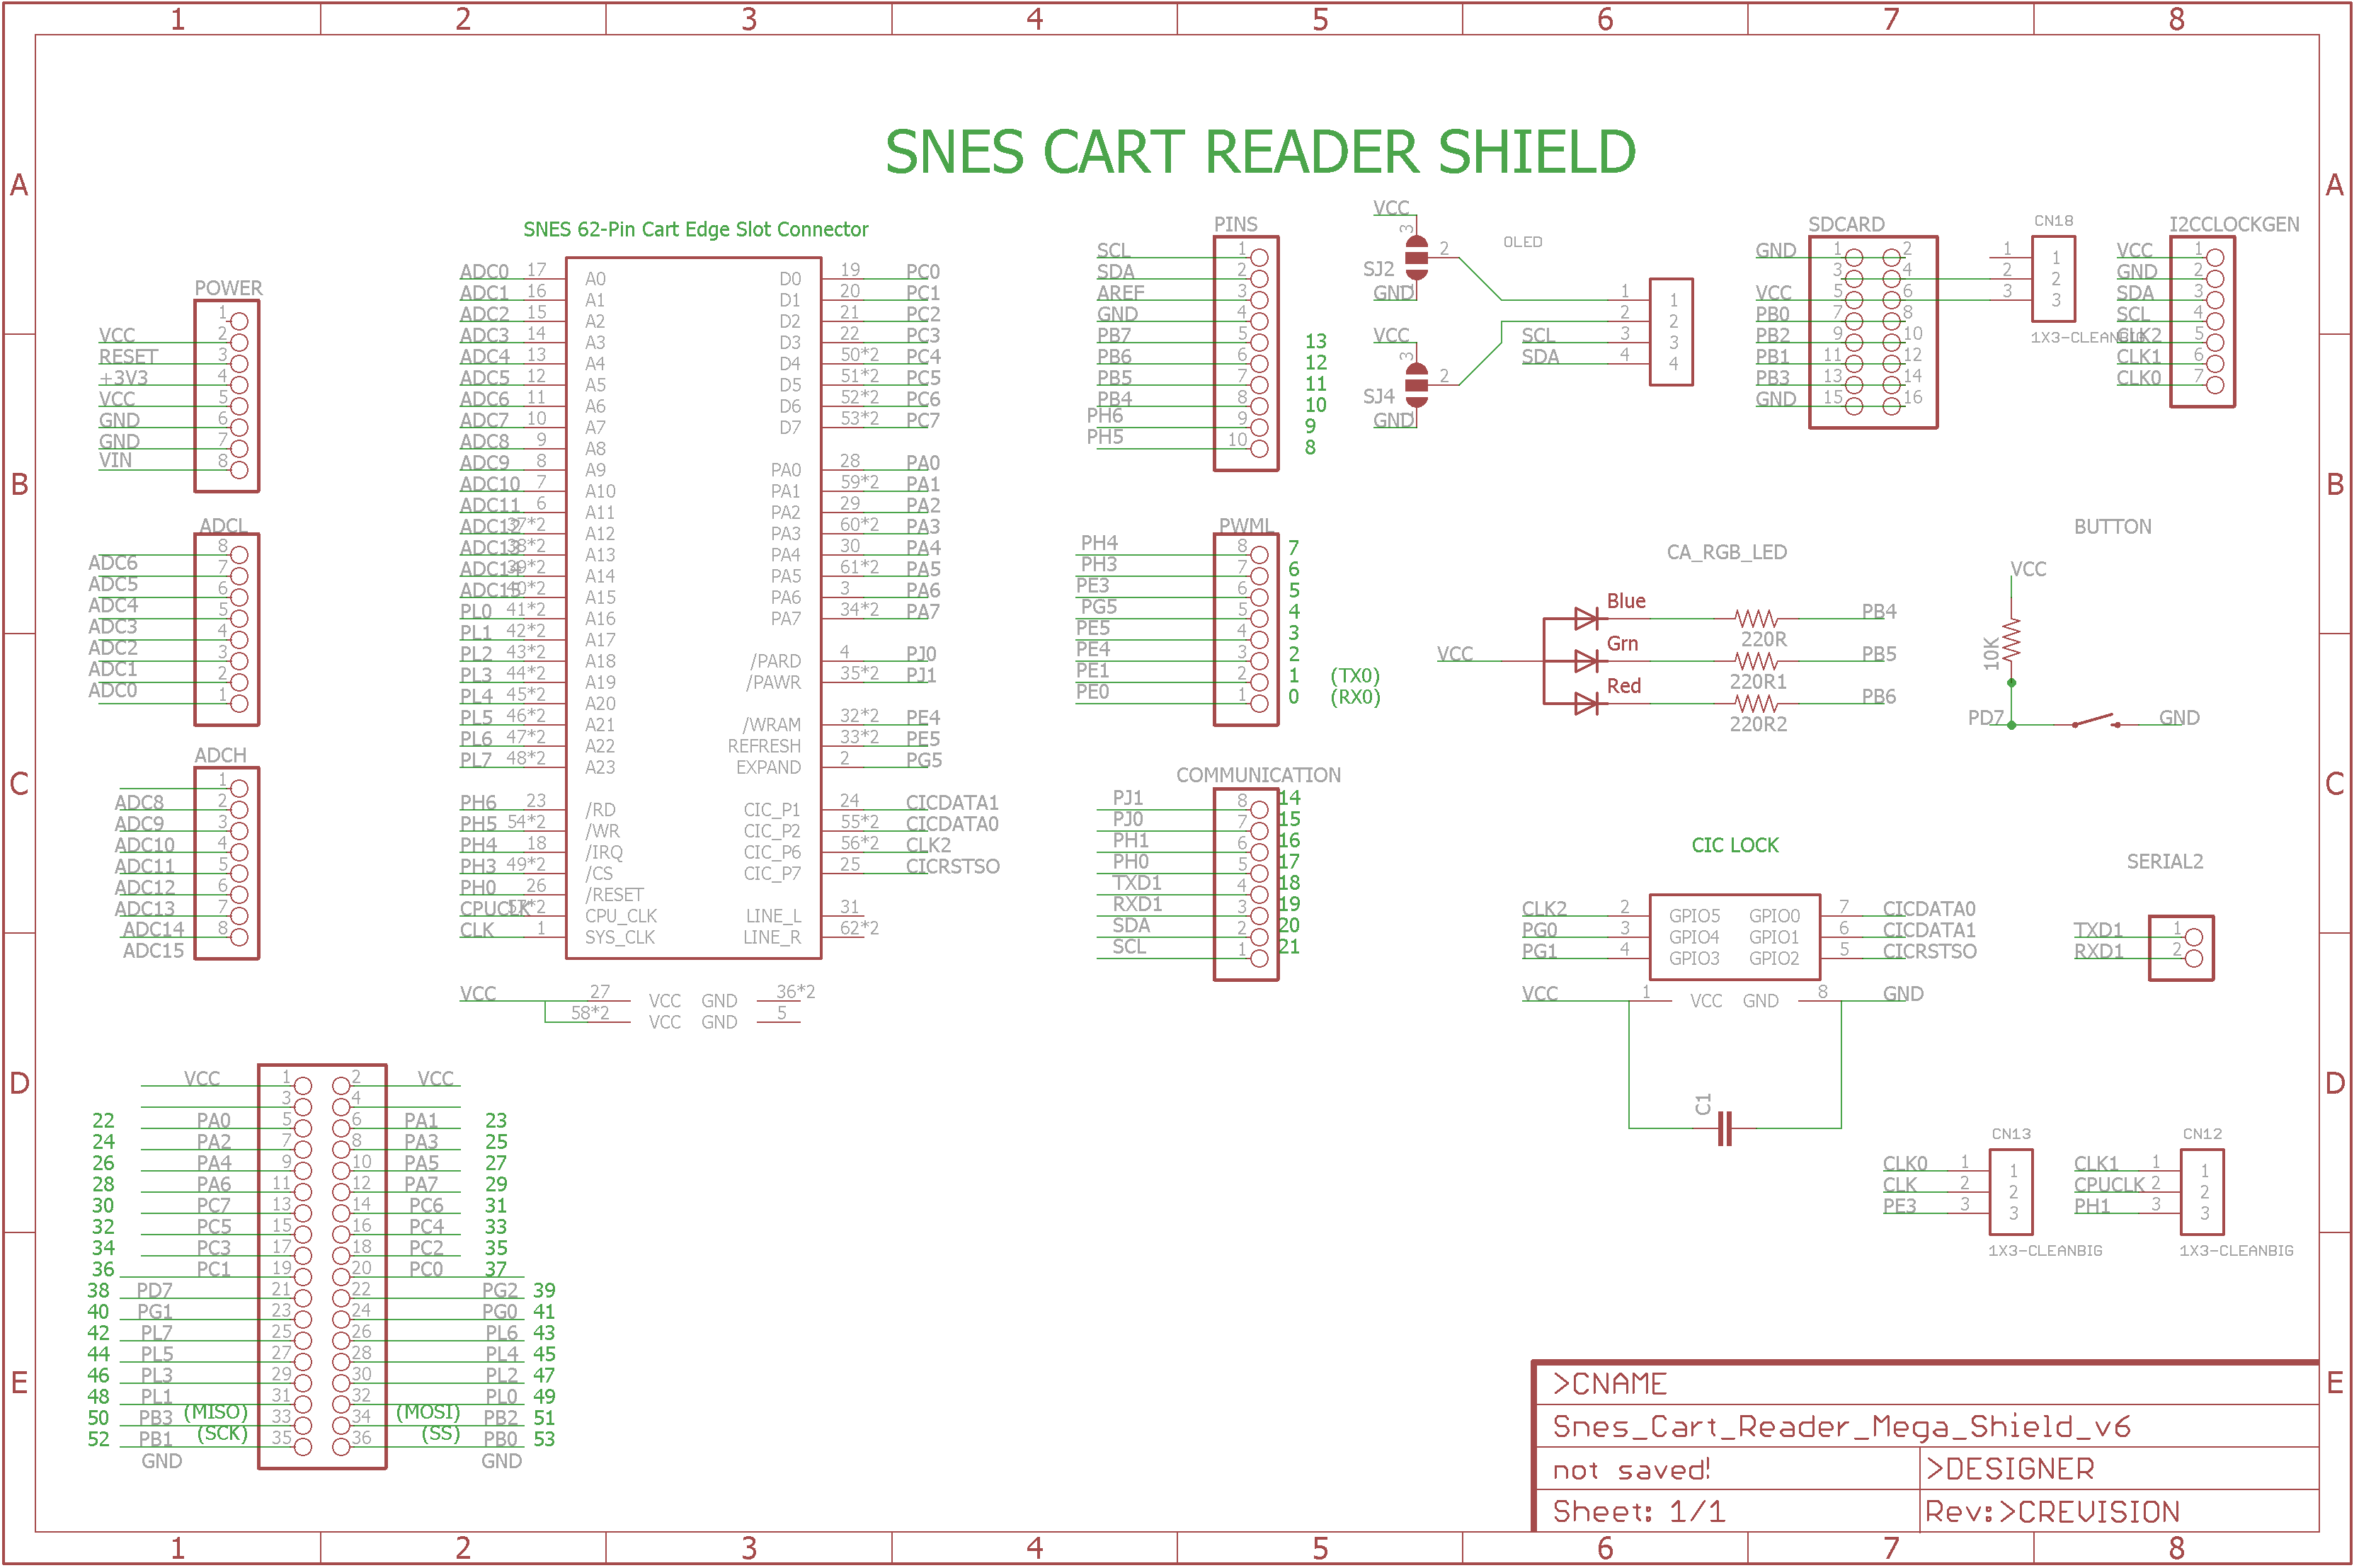 1 2 3 4 5 6 7 8
SNES CART READER SHIELD
A A
B B
C C
D D
E E
POWER
1
VCC 2
RESET 3
+3V3 4
VCC 5
GND 6
GND 7
VIN 8
ADCL
8
ADC6 7
ADC5 6
ADC4 5
ADC3 4
ADC2 3
ADC1 2
ADC0 1
ADCH
1
ADC8 2
ADC9 3
ADC10 4
ADC11 5
ADC12 6
ADC13 7
ADC14 8
ADC15
SNES 62-Pin Cart Edge Slot Connector
ADC0 17 A0 D0 19 PC0
ADC1 16 A1 D1 20 PC1
ADC2 15 A2 D2 21 PC2
ADC3 14 A3 D3 22 PC3
ADC4 13 A4 D4 50*2 PC4
ADC5 12 A5 D5 51*2 PC5
ADC6 11 A6 D6 52*2 PC6
ADC7 10 A7 D7 53*2 PC7
ADC8 9 A8
ADC9 8 A9 PA0 28 PA0
ADC10 7 A10 PA1 59*2 PA1
ADC11 6 A11 PA2 29 PA2
ADC12 37*2 A12 PA3 60*2 PA3
ADC13 38*2 A13 PA4 30 PA4
ADC14 39*2 A14 PA5 61*2 PA5
ADC15 40*2 A15 PA6 3 PA6
PL0 41*2 A16 PA7 34*2 PA7
PL1 42*2 A17
PL2 43*2 A18 /PARD 4 PJ0
PL3 44*2 A19 /PAWR 35*2 PJ1
PL4 45*2 A20
PL5 46*2 A21 /WRAM 32*2 PE4
PL6 47*2 A22 REFRESH 33*2 PE5
PL7 48*2 A23 EXPAND 2 PG5
PH6 23 /RD CIC_P1 24 CICDATA1
PH5 54*2 /WR CIC_P2 55*2 CICDATA0
PH4 18 /IRQ CIC_P6 56*2 CLK2
PH3 49*2 /CS CIC_P7 25 CICRSTSO
PH0 26 /RESET
CPUCLK 57*2 CPU_CLK LINE_L 31
CLK 1 SYS_CLK LINE_R 62*2
VCC 27 VCC GND 36*2
58*2 VCC GND 5
VCC 1 2 VCC
3 4
22 PA0 5 6 PA1 23
24 PA2 7 8 PA3 25
26 PA4 9 10 PA5 27
28 PA6 11 12 PA7 29
30 PC7 13 14 PC6 31
32 PC5 15 16 PC4 33
34 PC3 17 18 PC2 35
36 PC1 19 20 PC0 37
38 PD7 21 22 PG2 39
40 PG1 23 24 PG0 41
42 PL7 25 26 PL6 43
44 PL5 27 28 PL4 45
46 PL3 29 30 PL2 47
48 PL1 31 32 PL0 49
50 PB3 (MISO) 33 34 (MOSI) PB2 51
52 PB1 (SCK) 35 36 (SS) PB0 53
GND GND
PINS
SCL 1
SDA 2
AREF 3
GND 4
PB7 5 13
PB6 6 12
PB5 7 11
PB4 8 10
PH6 9 9
PH5 10 8
PWML
PH4 8 7
PH3 7 6
PE3 6 5
PG5 5 4
PE5 4 3
PE4 3 2
PE1 2 1 (TX0)
PE0 1 0 (RX0)
COMMUNICATION
PJ1 8 14
PJ0 7 15
PH1 6 16
PH0 5 17
TXD1 4 18
RXD1 3 19
SDA 2 20
SCL 1 21
VCC
3
2
SJ2
GND
VCC
3
2
SJ4
GND
OLED
1 1
2 2
SCL 3 3
SDA 4 4
SDCARD
GND 1 2
3 4
VCC 5 6
PB0 7 8
PB2 9 10
PB1 11 12
PB3 13 14
GND 15 16
CN18
1 1
2 2
3 3
1X3-CLEANBIG
I2CCLOCKGEN
VCC 1
GND 2
SDA 3
SCL 4
CLK2 5
CLK1 6
CLK0 7
CA_RGB_LED
VCC
Blue 220R PB4
Grn 220R1 PB5
Red 220R2 PB6
BUTTON
VCC
10K
PD7 GND
CIC LOCK
CLK2 2 GPIO5 GPIO0 7 CICDATA0
PG0 3 GPIO4 GPIO1 6 CICDATA1
PG1 4 GPIO3 GPIO2 5 CICRSTSO
VCC 1 VCC GND 8 GND
C1
SERIAL2
TXD1 1
RXD1 2
CN13
CLK0 1 1
CLK 2 2
PE3 3 3
1X3-CLEANBIG
CN12
CLK1 1 1
CPUCLK 2 2
PH1 3 3
1X3-CLEANBIG
>CNAME
Snes_Cart_Reader_Mega_Shield_v6
not saved! >DESIGNER
Sheet: 1/1 Rev:>CREVISION
1 2 3 4 5 6 7 8